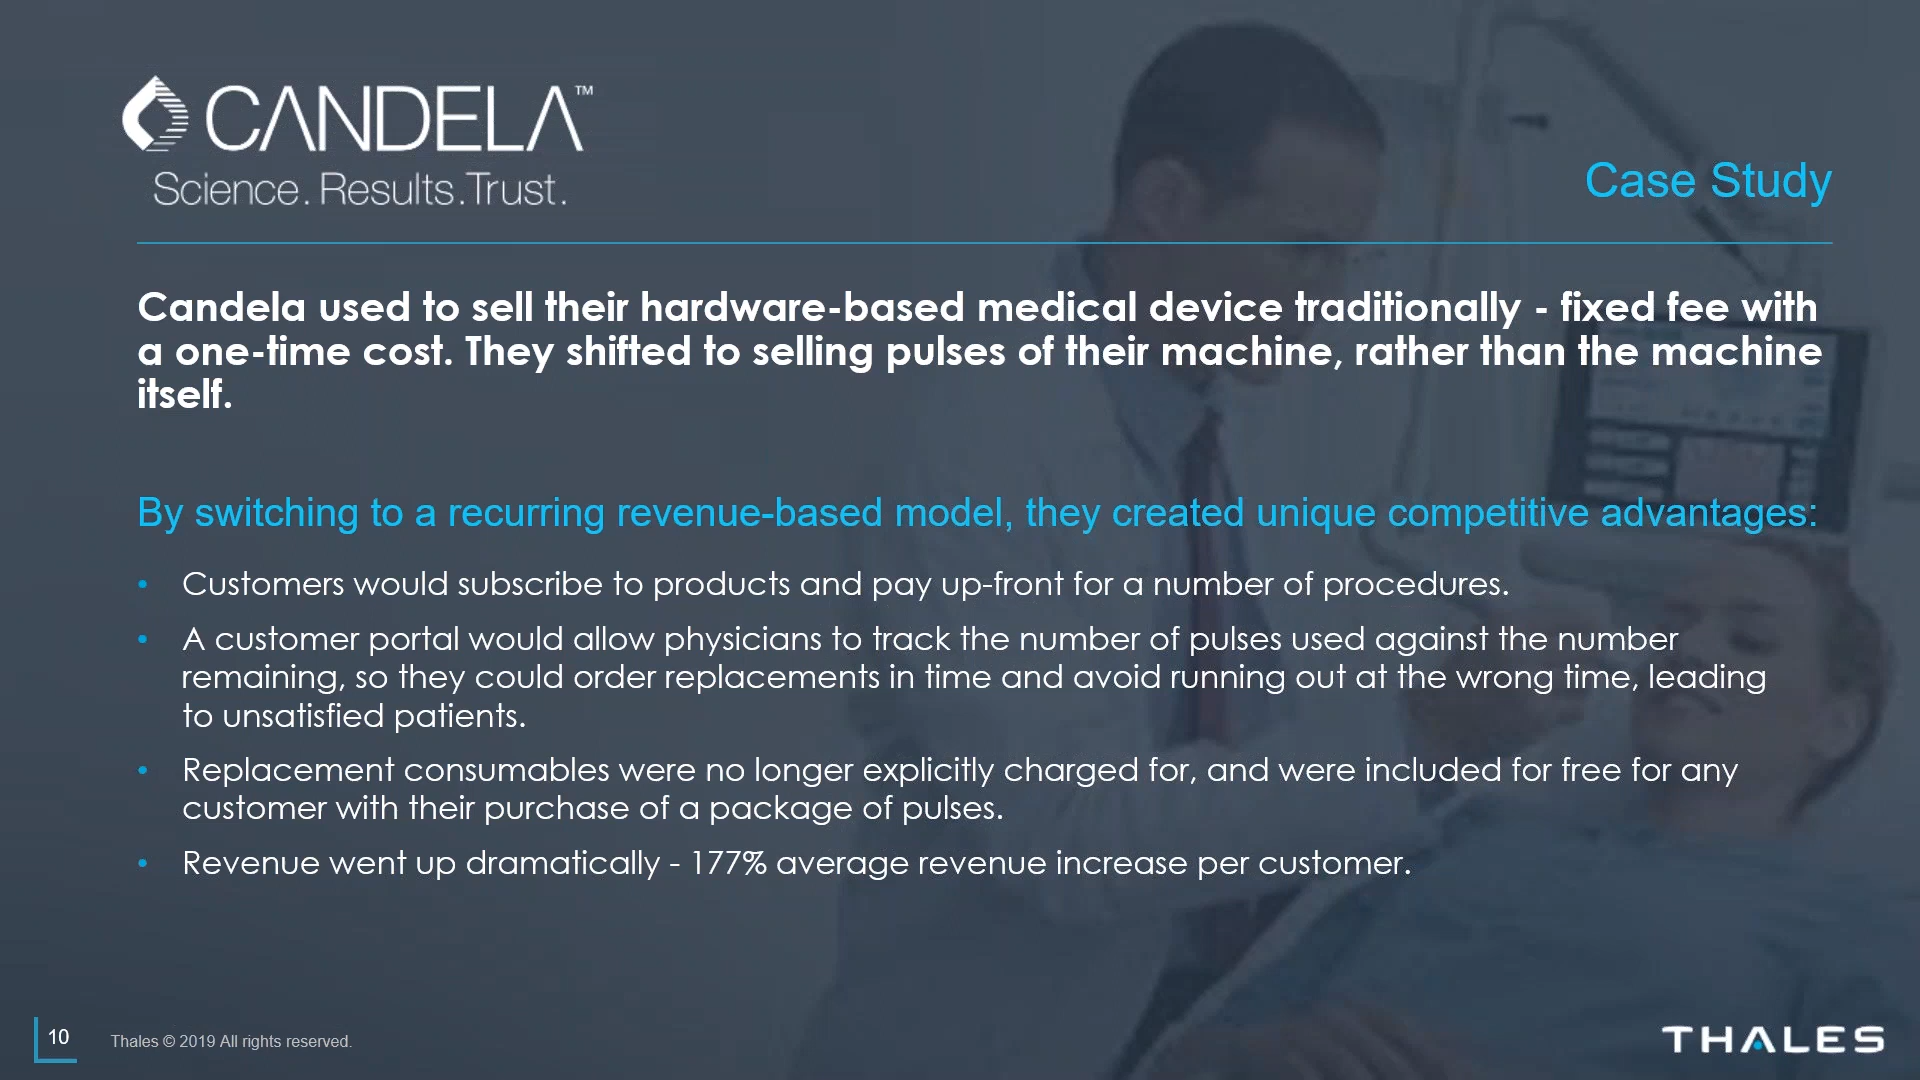 CANDELA™
Science. Results. Trust.
Case Study
Candela used to sell their hardware-based medical device traditionally - fixed fee with
a one-time cost. They shifted to selling pulses of their machine, rather than the machine
itself.
By switching to a recurring revenue-based model, they created unique competitive advantages:
• Customers would subscribe to products and pay up-front for a number of procedures.
• A customer portal would allow physicians to track the number of pulses used against the number
remaining, so they could order replacements in time and avoid running out at the wrong time, leading
to unsatisfied patients.
• Replacement consumables were no longer explicitly charged for, and were included for free for any
customer with their purchase of a package of pulses.
• Revenue went up dramatically - 177% average revenue increase per customer.
10
Thales © 2019 All rights reserved.
THALES